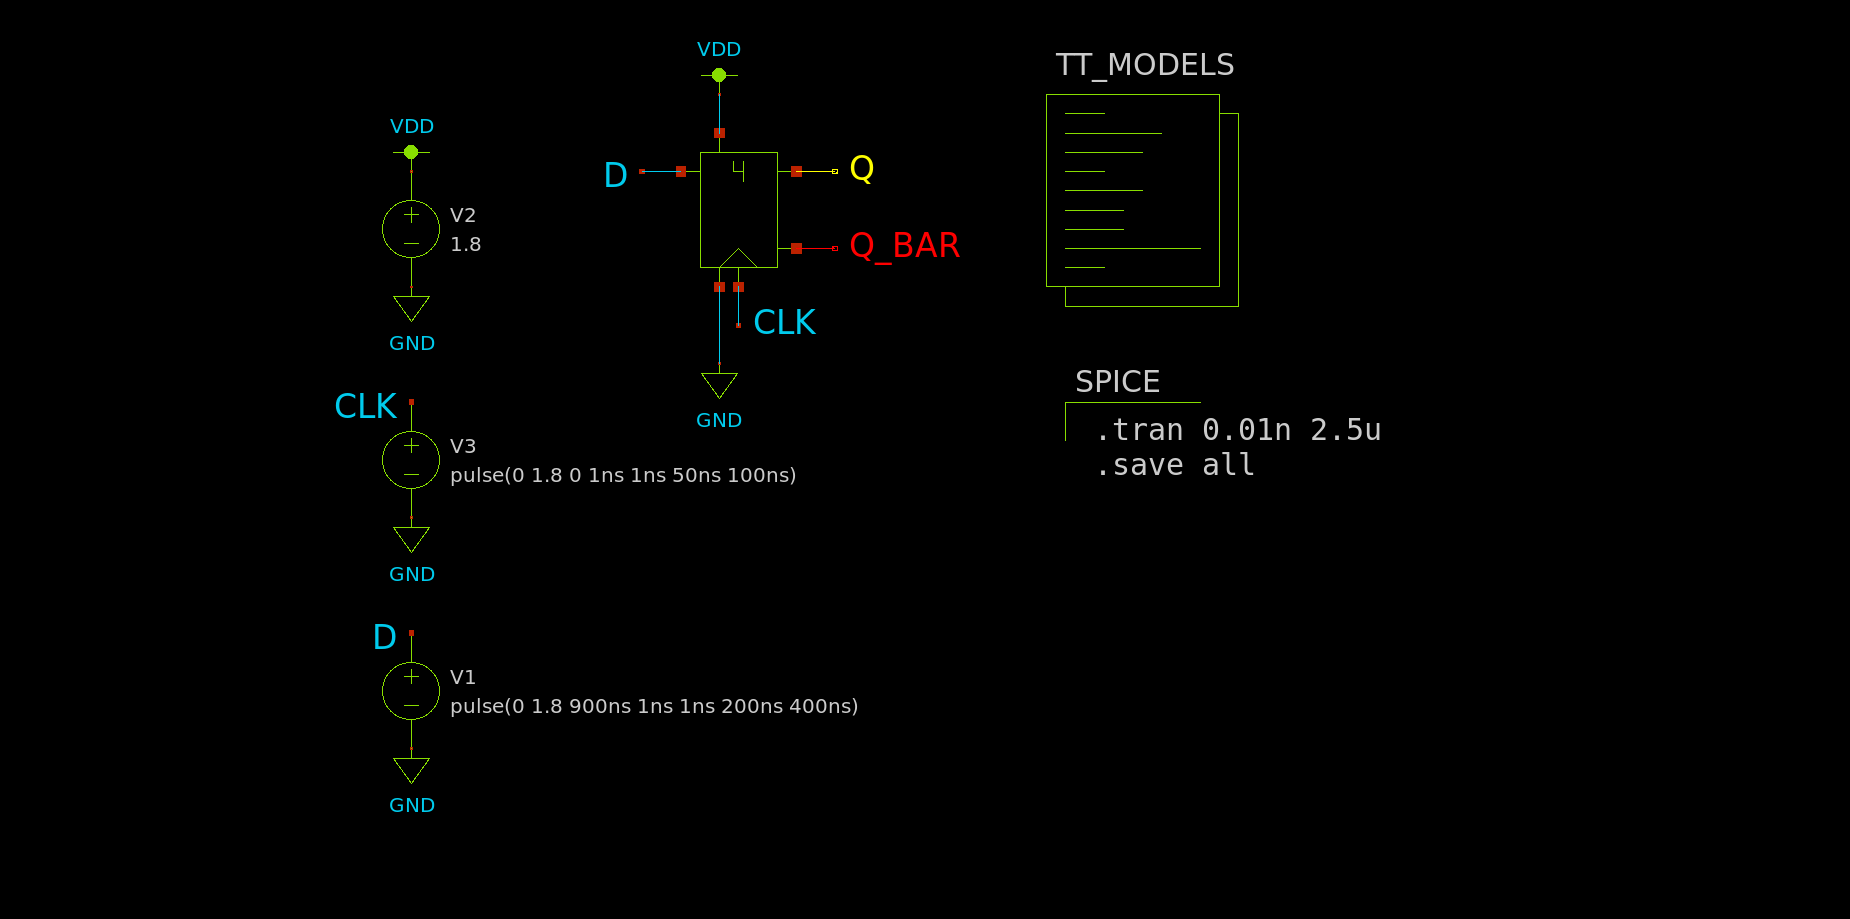 VDD
VDD
D
Q
Q_BAR
V2
1.8
GND
CLK
GND
CLK
V3
pulse(0 1.8 0 1ns 1ns 50ns 100ns)
GND
D
V1
pulse(0 1.8 900ns 1ns 1ns 200ns 400ns)
GND
TT_MODELS
SPICE
.tran 0.01n 2.5u
.save all